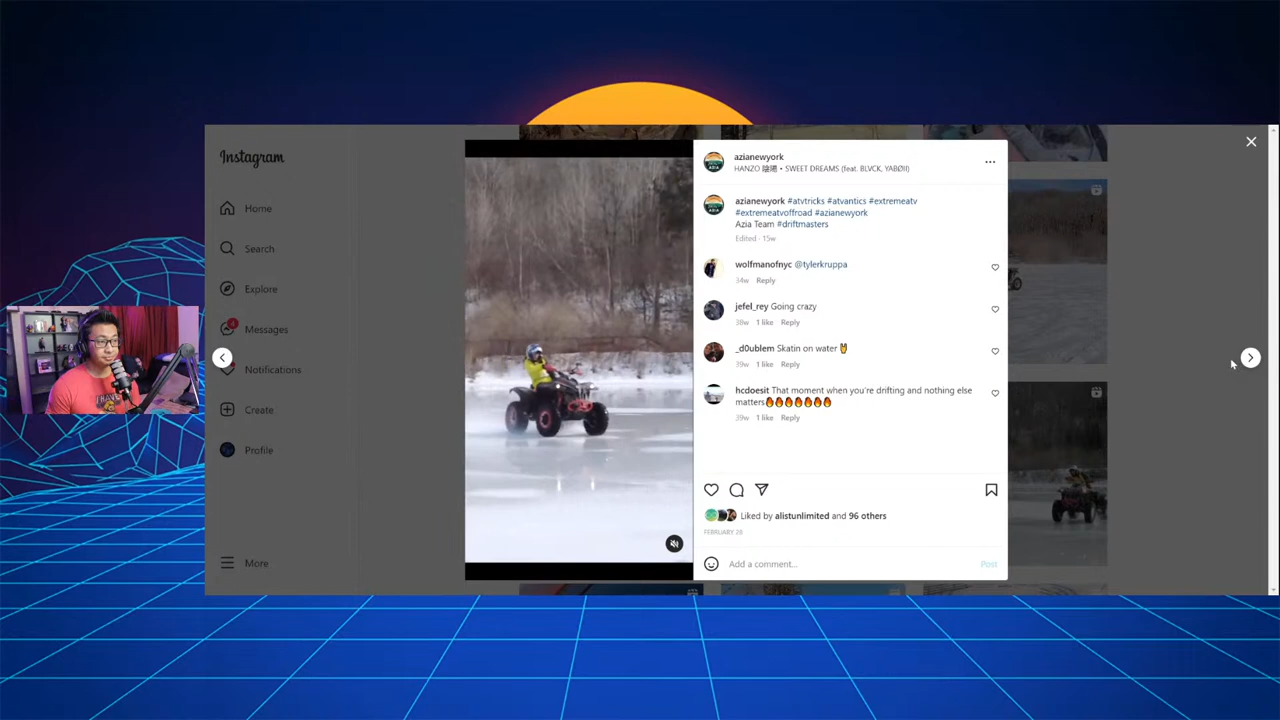 Instagram
Home
Search
Explore
4
Messages
Notifications
Create
Profile
More
azianewyork
HANZO 陰陽 • SWEET DREAMS (feat. BLVCK, YABØII)
azianewyork #atvtricks #atvantics #extremeatv
#extremeatvoffroad #azianewyork
Azia Team #driftmasters
Edited · 15w
wolfmanofnyc @tylerkruppa
34w Reply
jefel_rey Going crazy
38w 1 like Reply
_d0ublem Skatin on water🤘
39w 1 like Reply
hcdoesit That moment when you're drifting and nothing else
matters🔥🔥🔥🔥🔥🔥🔥
39w 1 like Reply
Liked by alistunlimited and 96 others
FEBRUARY 20
Add a comment...
Post